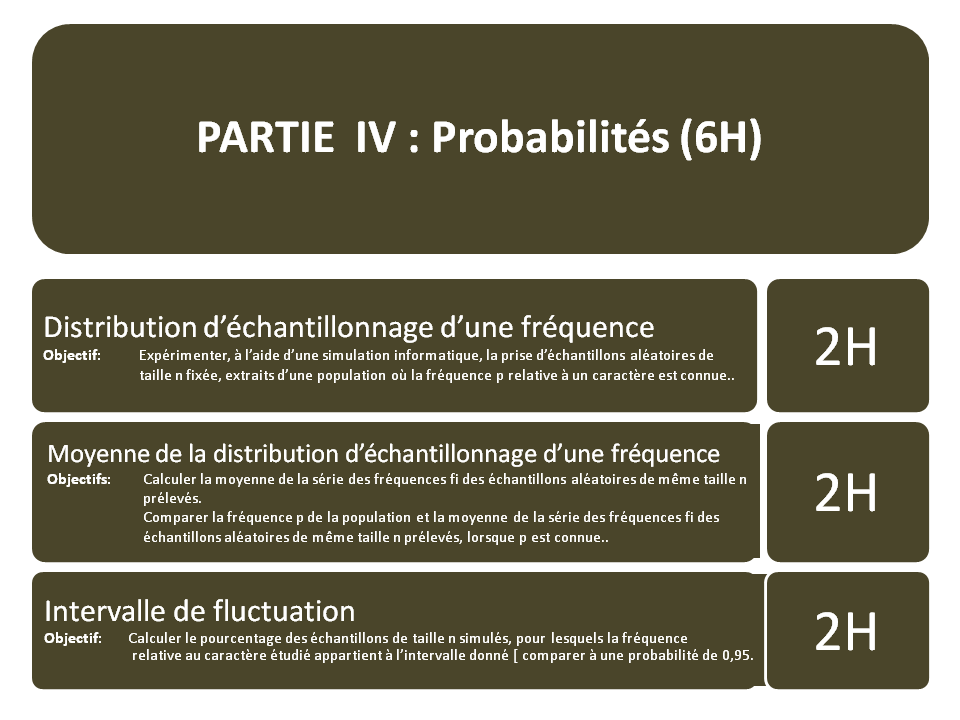 PARTIE IV : Probabilités (6H)
Distribution d’échantillonnage d’une fréquence
Objectif: Expérimenter, à l’aide d’une simulation informatique, la prise d’échantillons aléatoires de
taille n fixée, extraits d’une population où la fréquence p relative à un caractère est connue..
2H
Moyenne de la distribution d’échantillonnage d’une fréquence
Objectifs: Calculer la moyenne de la série des fréquences fi des échantillons aléatoires de même taille n
prélevés.
Comparer la fréquence p de la population et la moyenne de la série des fréquences fi des
échantillons aléatoires de même taille n prélevés, lorsque p est connue..
2H
Intervalle de fluctuation
Objectif: Calculer le pourcentage des échantillons de taille n simulés, pour lesquels la fréquence
relative au caractère étudié appartient à l’intervalle donné [ comparer à une probabilité de 0,95.
2H